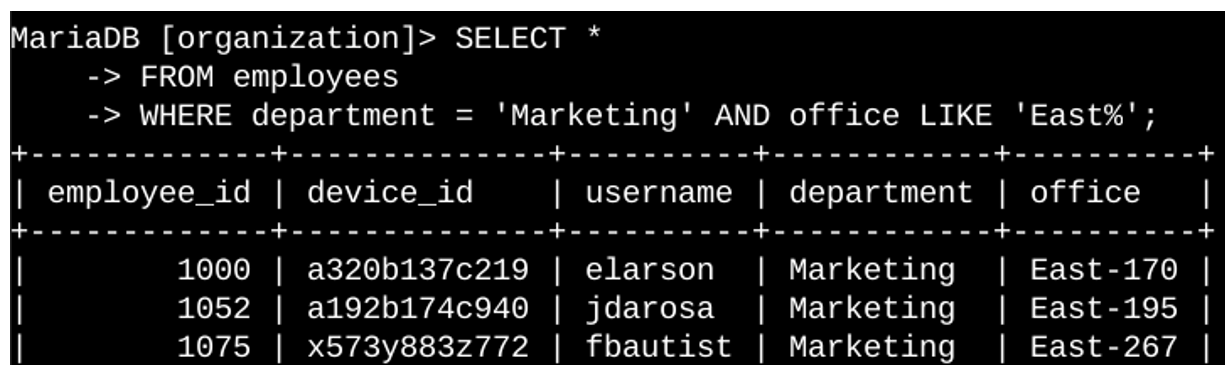 MariaDB [organization]> SELECT *
    -> FROM employees
    -> WHERE department = 'Marketing' AND office LIKE 'East%';
+-------------+--------------+----------+------------+----------+
| employee_id | device_id    | username | department | office   |
+-------------+--------------+----------+------------+----------+
|        1000 | a320b137c219 | elarson  | Marketing  | East-170 |
|        1052 | a192b174c940 | jdarosa  | Marketing  | East-195 |
|        1075 | x573y883z772 | fbautist | Marketing  | East-267 |